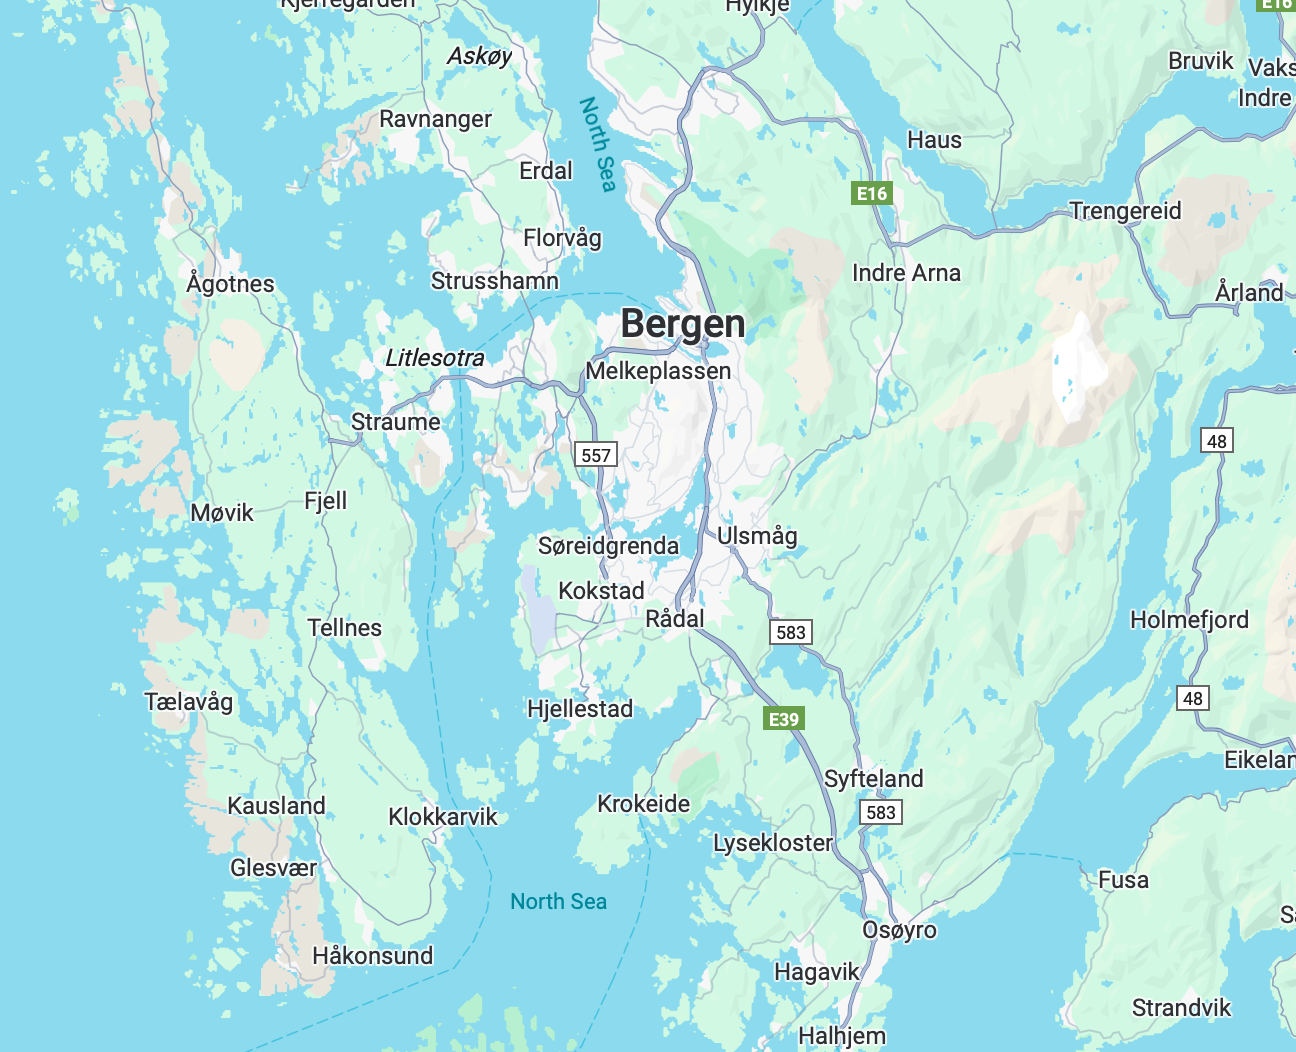 Kjerregarden
Hylkje
E16
Askøy
Bruvik
Vaks
Indre
Ravnanger
North Sea
Haus
Erdal
E16
Trengereid
Florvåg
Strusshamn
Indre Arna
Ågotnes
Årland
Bergen
Litlesotra
Melkeplassen
Straume
48
557
Fjell
Møvik
Ulsmåg
Søreidgrenda
Kokstad
Rådal
Holmefjord
Tellnes
583
48
Tælavåg
Hjellestad
E39
Eikelan
Syfteland
Krokeide
Kausland
583
Klokkarvik
Lysekloster
Glesvær
Fusa
North Sea
Sa
Osøyro
Håkonsund
Hagavik
Strandvik
Halhjem